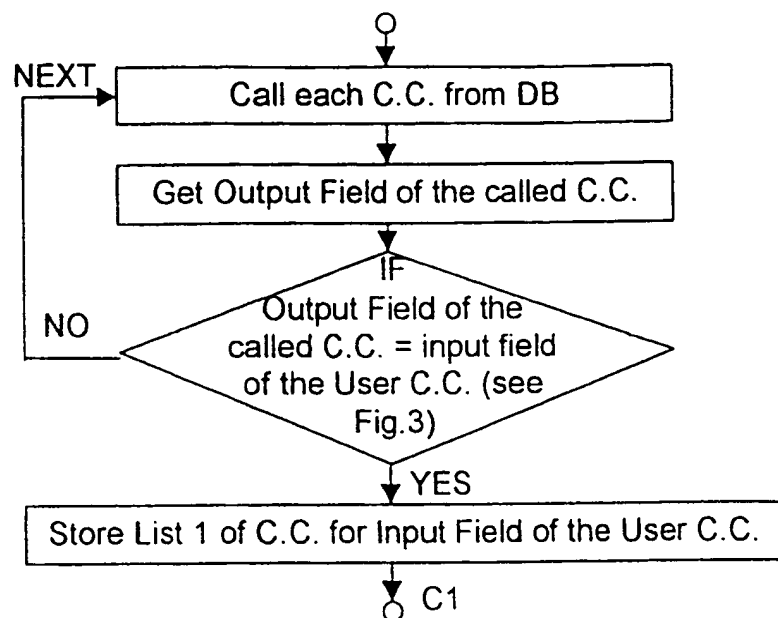 NEXT
Call each C.C. from DB
Get Output Field of the called C.C.
IF
Output Field of the
NO
called C.C. = input field
of the User C.C. (see
Fig.3)
YES
Store List 1 of C.C. for Input Field of the User C.C.
C1